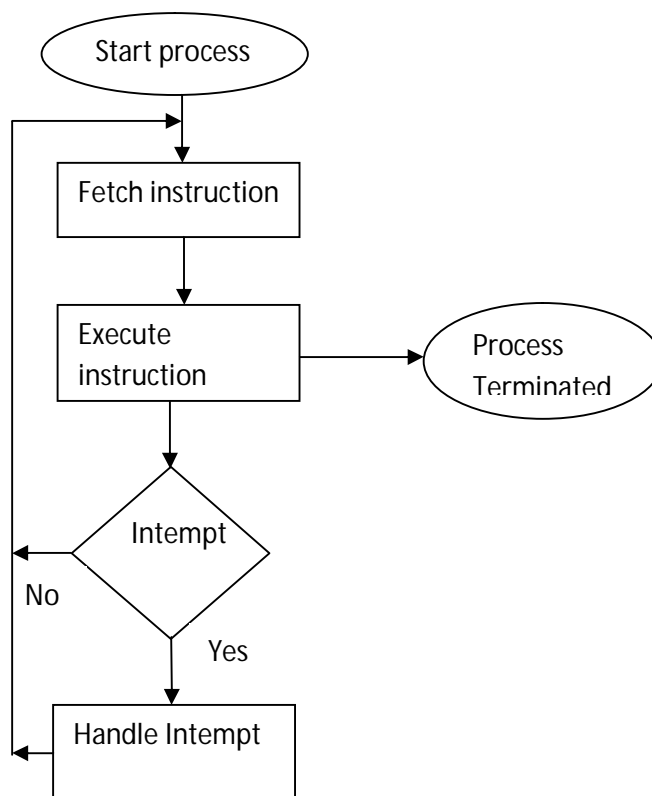 Start process
Fetch instruction
Execute
instruction
Process
Terminated
Intempt
No
Yes
Handle Intempt